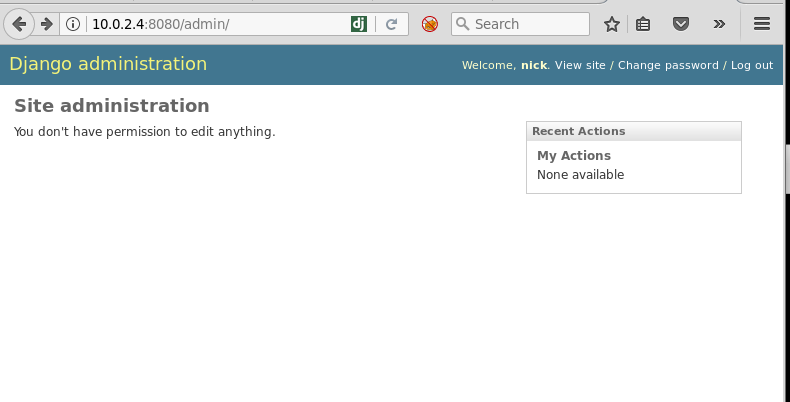 10.0.2.4:8080/admin/
dj
Search
Django administration
Welcome, nick. View site / Change password / Log out
Site administration
You don't have permission to edit anything.
Recent Actions
My Actions
None available